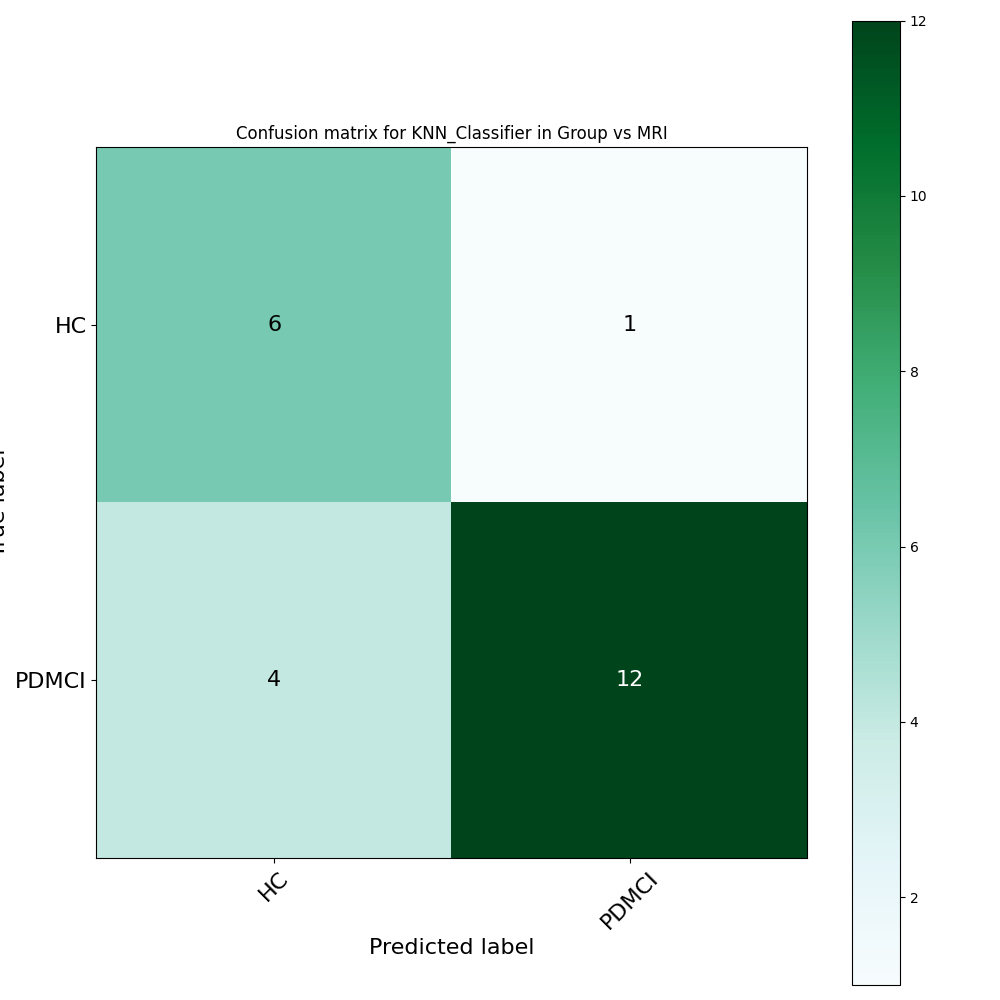 Confusion matrix for KNN_Classifier in Group vs MRI
12
10
8
6
4
2
HC
6
1
PDMCI
4
12
HC
PDMCI
Predicted label